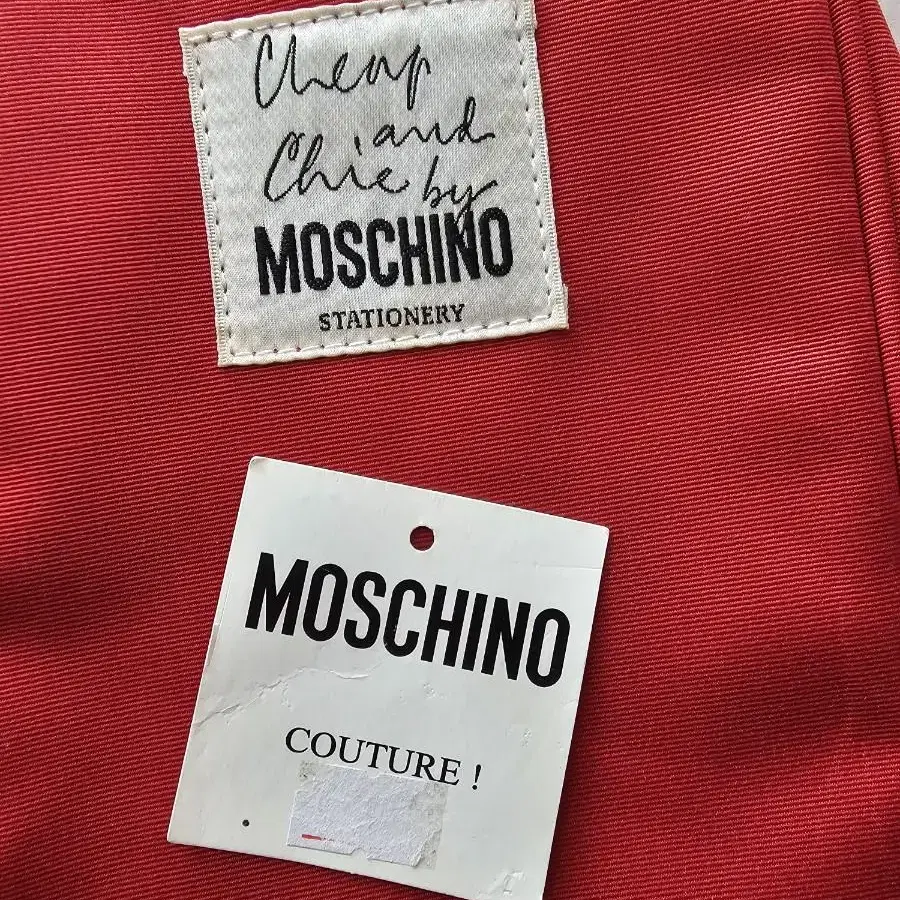 Cheap
and
Chic by
MOSCHINO
STATIONERY
MOSCHINO
COUTURE !